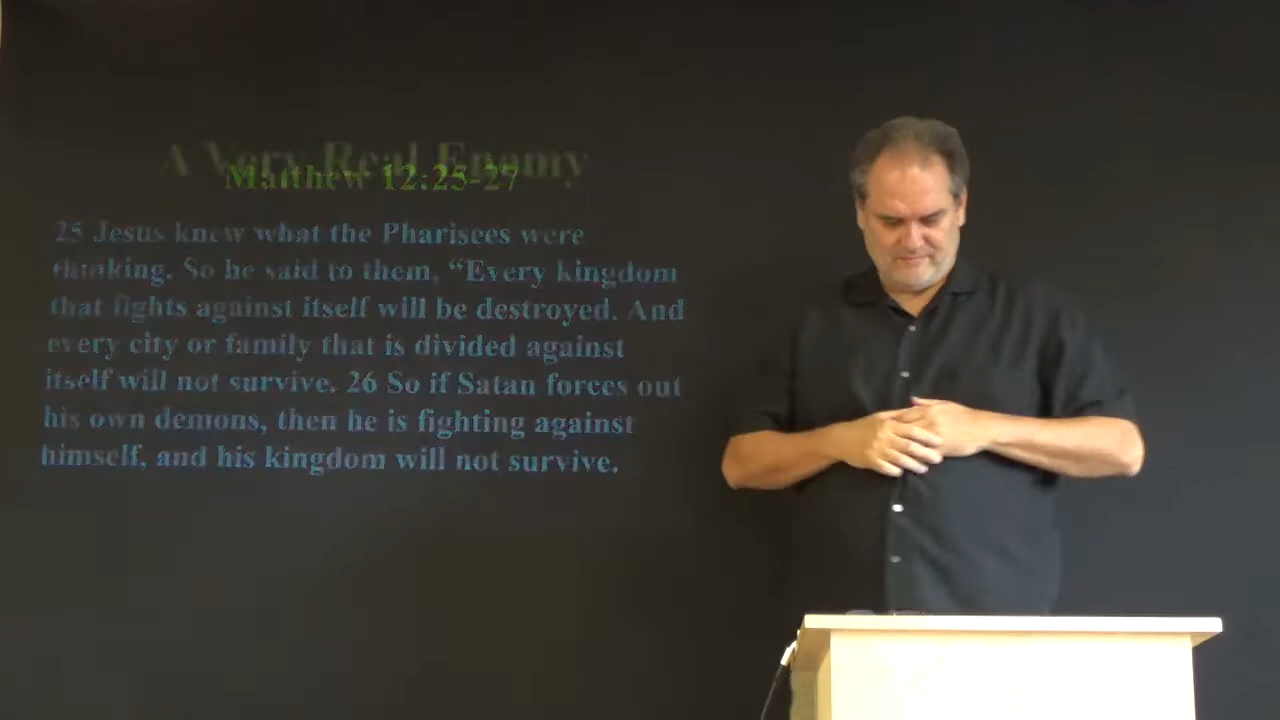 A Very Real Enemy
Matthew 12:25-27
25 Jesus knew what the Pharisees were
thinking. So he said to them, “Every kingdom
that fights against itself will be destroyed. And
every city or family that is divided against
itself will not survive. 26 So if Satan forces out
his own demons, then he is fighting against
himself, and his kingdom will not survive.